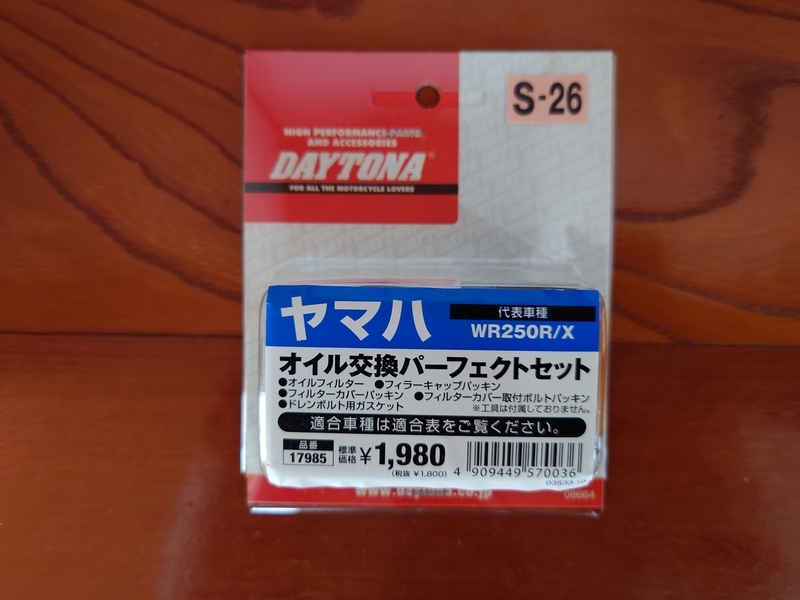 S-26
HIGH PERFORMANCE PARTS
AND ACCESSORIES
DAYTONA®
FOR ALL THE MOTORCYCLE LOVERS
ヤマハ
代表車種
WR250R/X
オイル交換パーフェクトセット
●オイルフィルター ●フィラーキャップパッキン
●フィルターカバーパッキン ●フィルターカバー取付ボルトパッキン
●ドレンボルト用ガスケット ※工具は付属しておりません。
適合車種は適合表をご覧ください。
品番
17985
標準価格 ¥1,980
(税抜 ¥1,800)
4 909449 570036
03533-10
08664